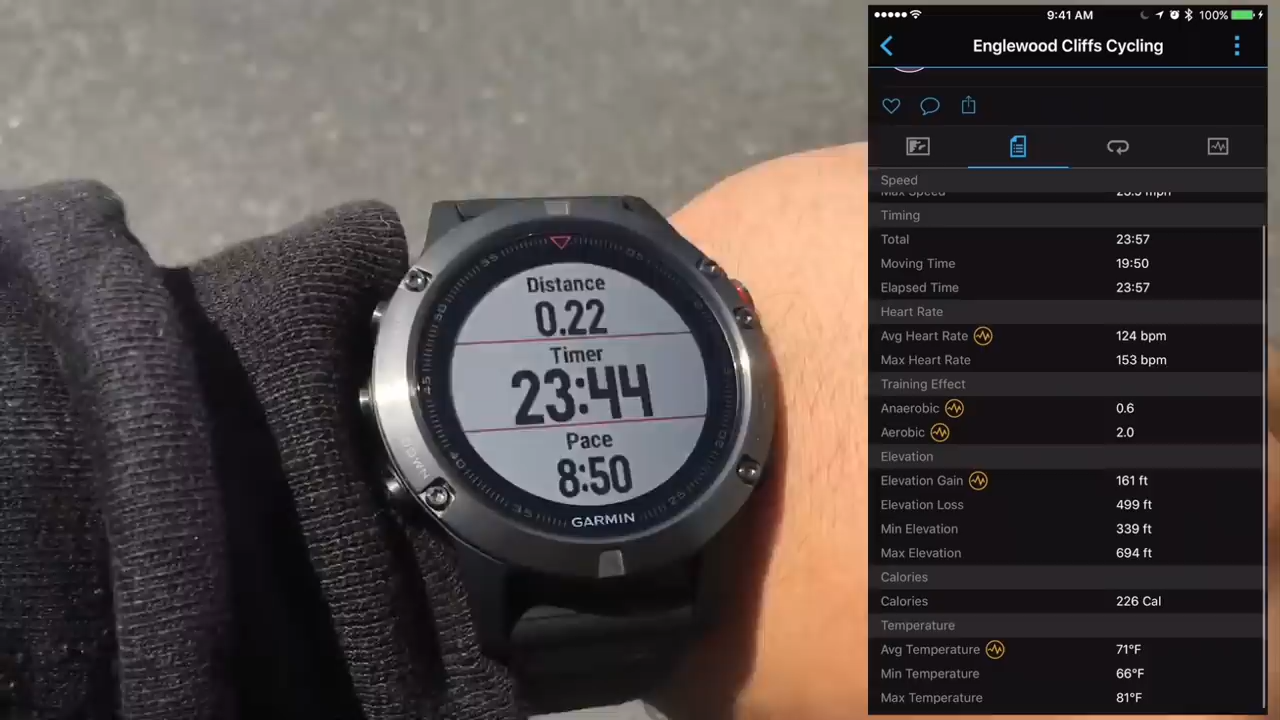 Distance
0.22
Timer
23:44
Pace
8:50
GARMIN
DOWN
9:41 AM
100%
Englewood Cliffs Cycling
Speed
Max Speed
Timing
Total 23:57
Moving Time 19:50
Elapsed Time 23:57
Heart Rate
Avg Heart Rate 124 bpm
Max Heart Rate 153 bpm
Training Effect
Anaerobic 0.6
Aerobic 2.0
Elevation
Elevation Gain 161 ft
Elevation Loss 499 ft
Min Elevation 339 ft
Max Elevation 694 ft
Calories
Calories 226 Cal
Temperature
Avg Temperature 71°F
Min Temperature 66°F
Max Temperature 81°F